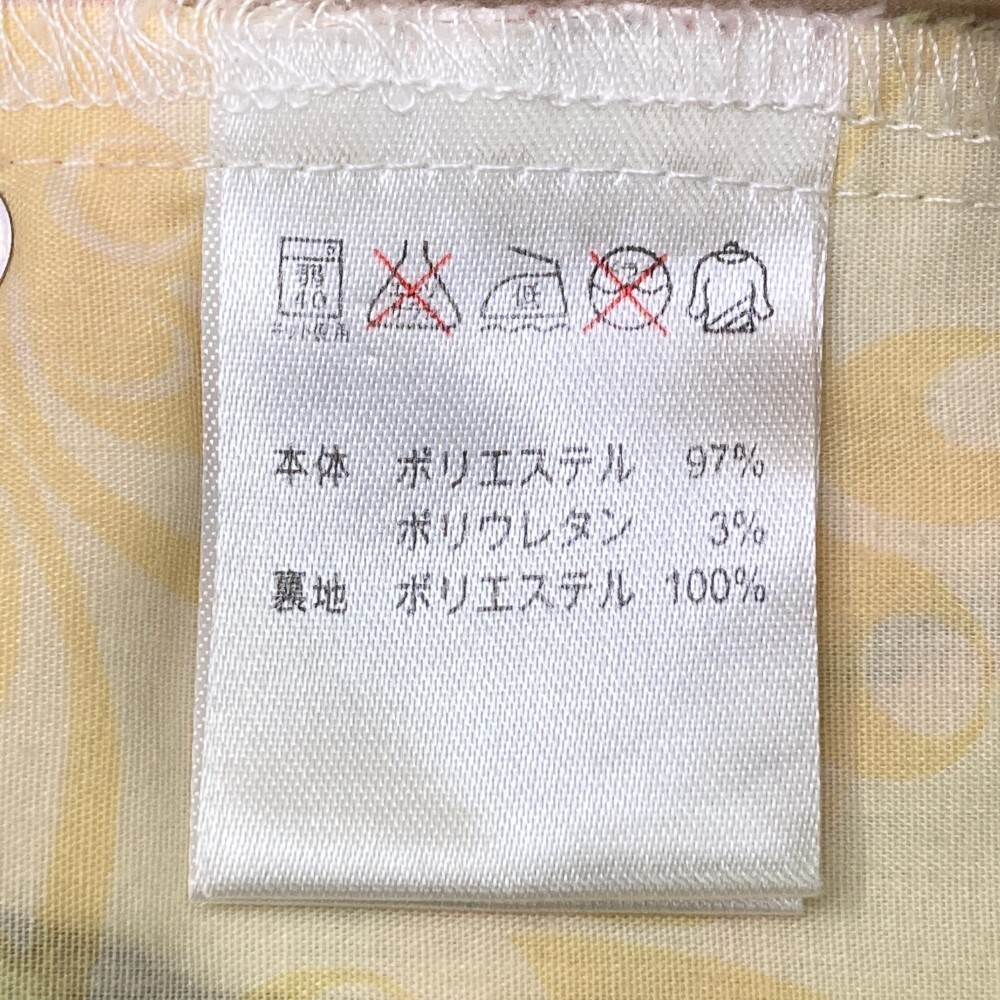 弱
40
ネット使用
低
本体 ポリエステル 97%
ポリウレタン 3%
裏地 ポリエステル 100%